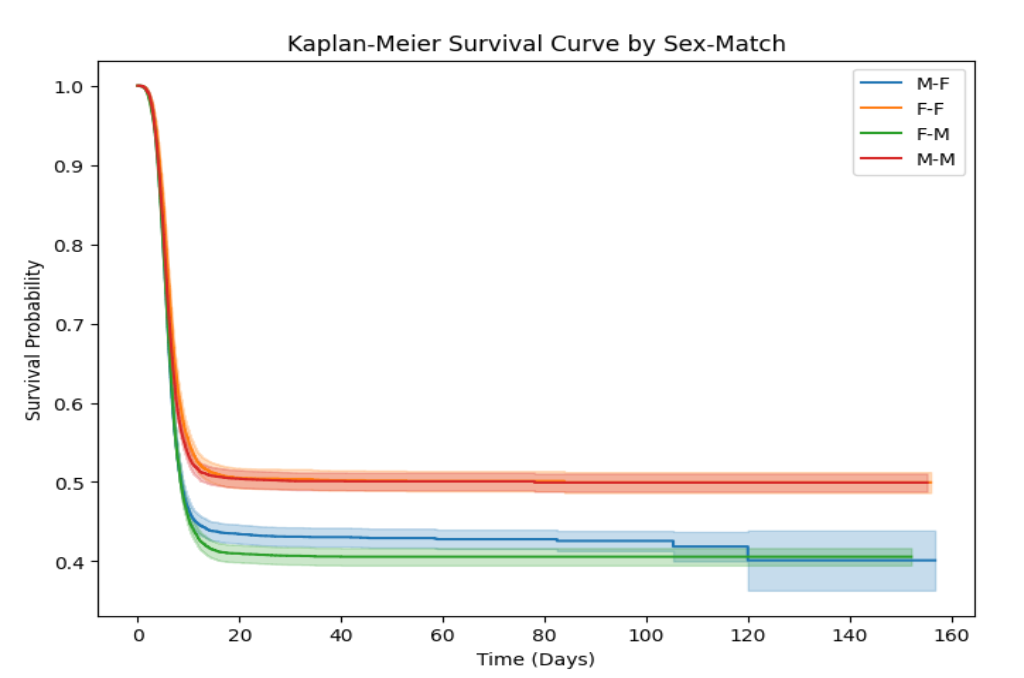 Kaplan-Meier Survival Curve by Sex-Match
M-F
F-F
F-M
M-M
Survival Probability
1.0
0.9
0.8
0.7
0.6
0.5
0.4
0 20 40 60 80 100 120 140 160
Time (Days)